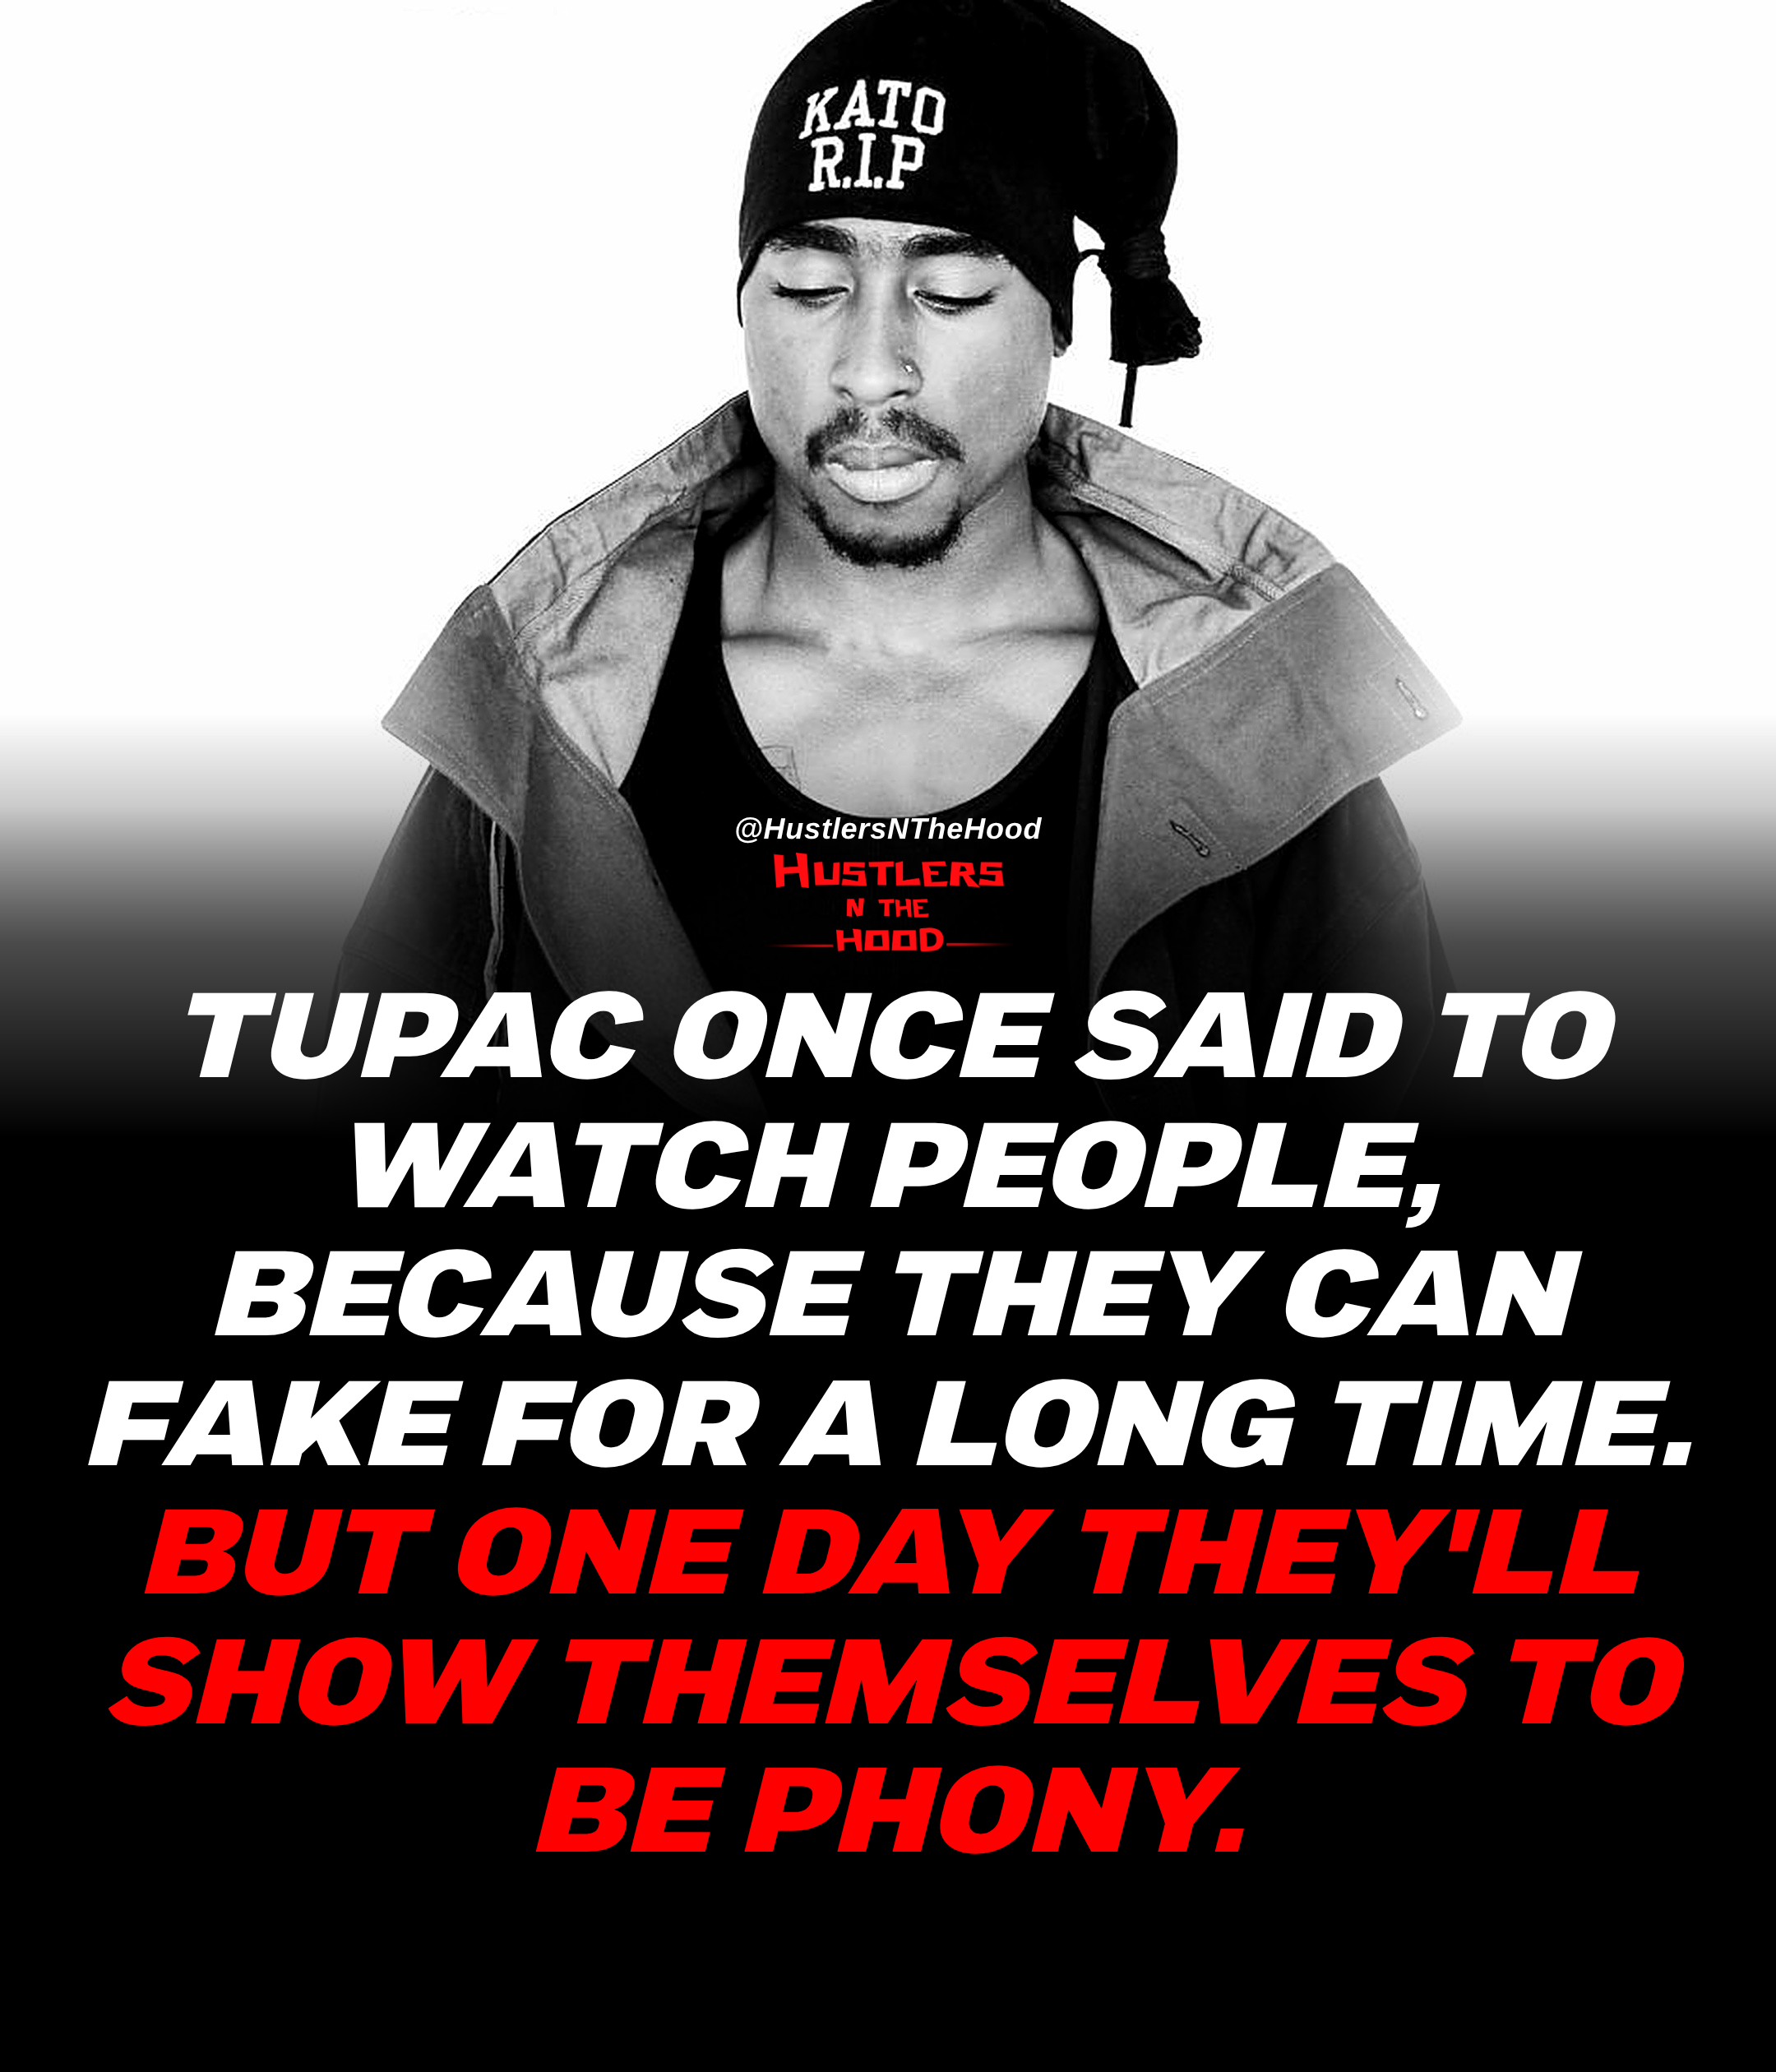 KATO
R.I.P
@HustlersNTheHood
HUSTLERS
N THE
HOOD
TUPAC ONCE SAID TO
WATCH PEOPLE,
BECAUSE THEY CAN
FAKE FOR A LONG TIME.
BUT ONE DAY THEY'LL
SHOW THEMSELVES TO
BE PHONY.